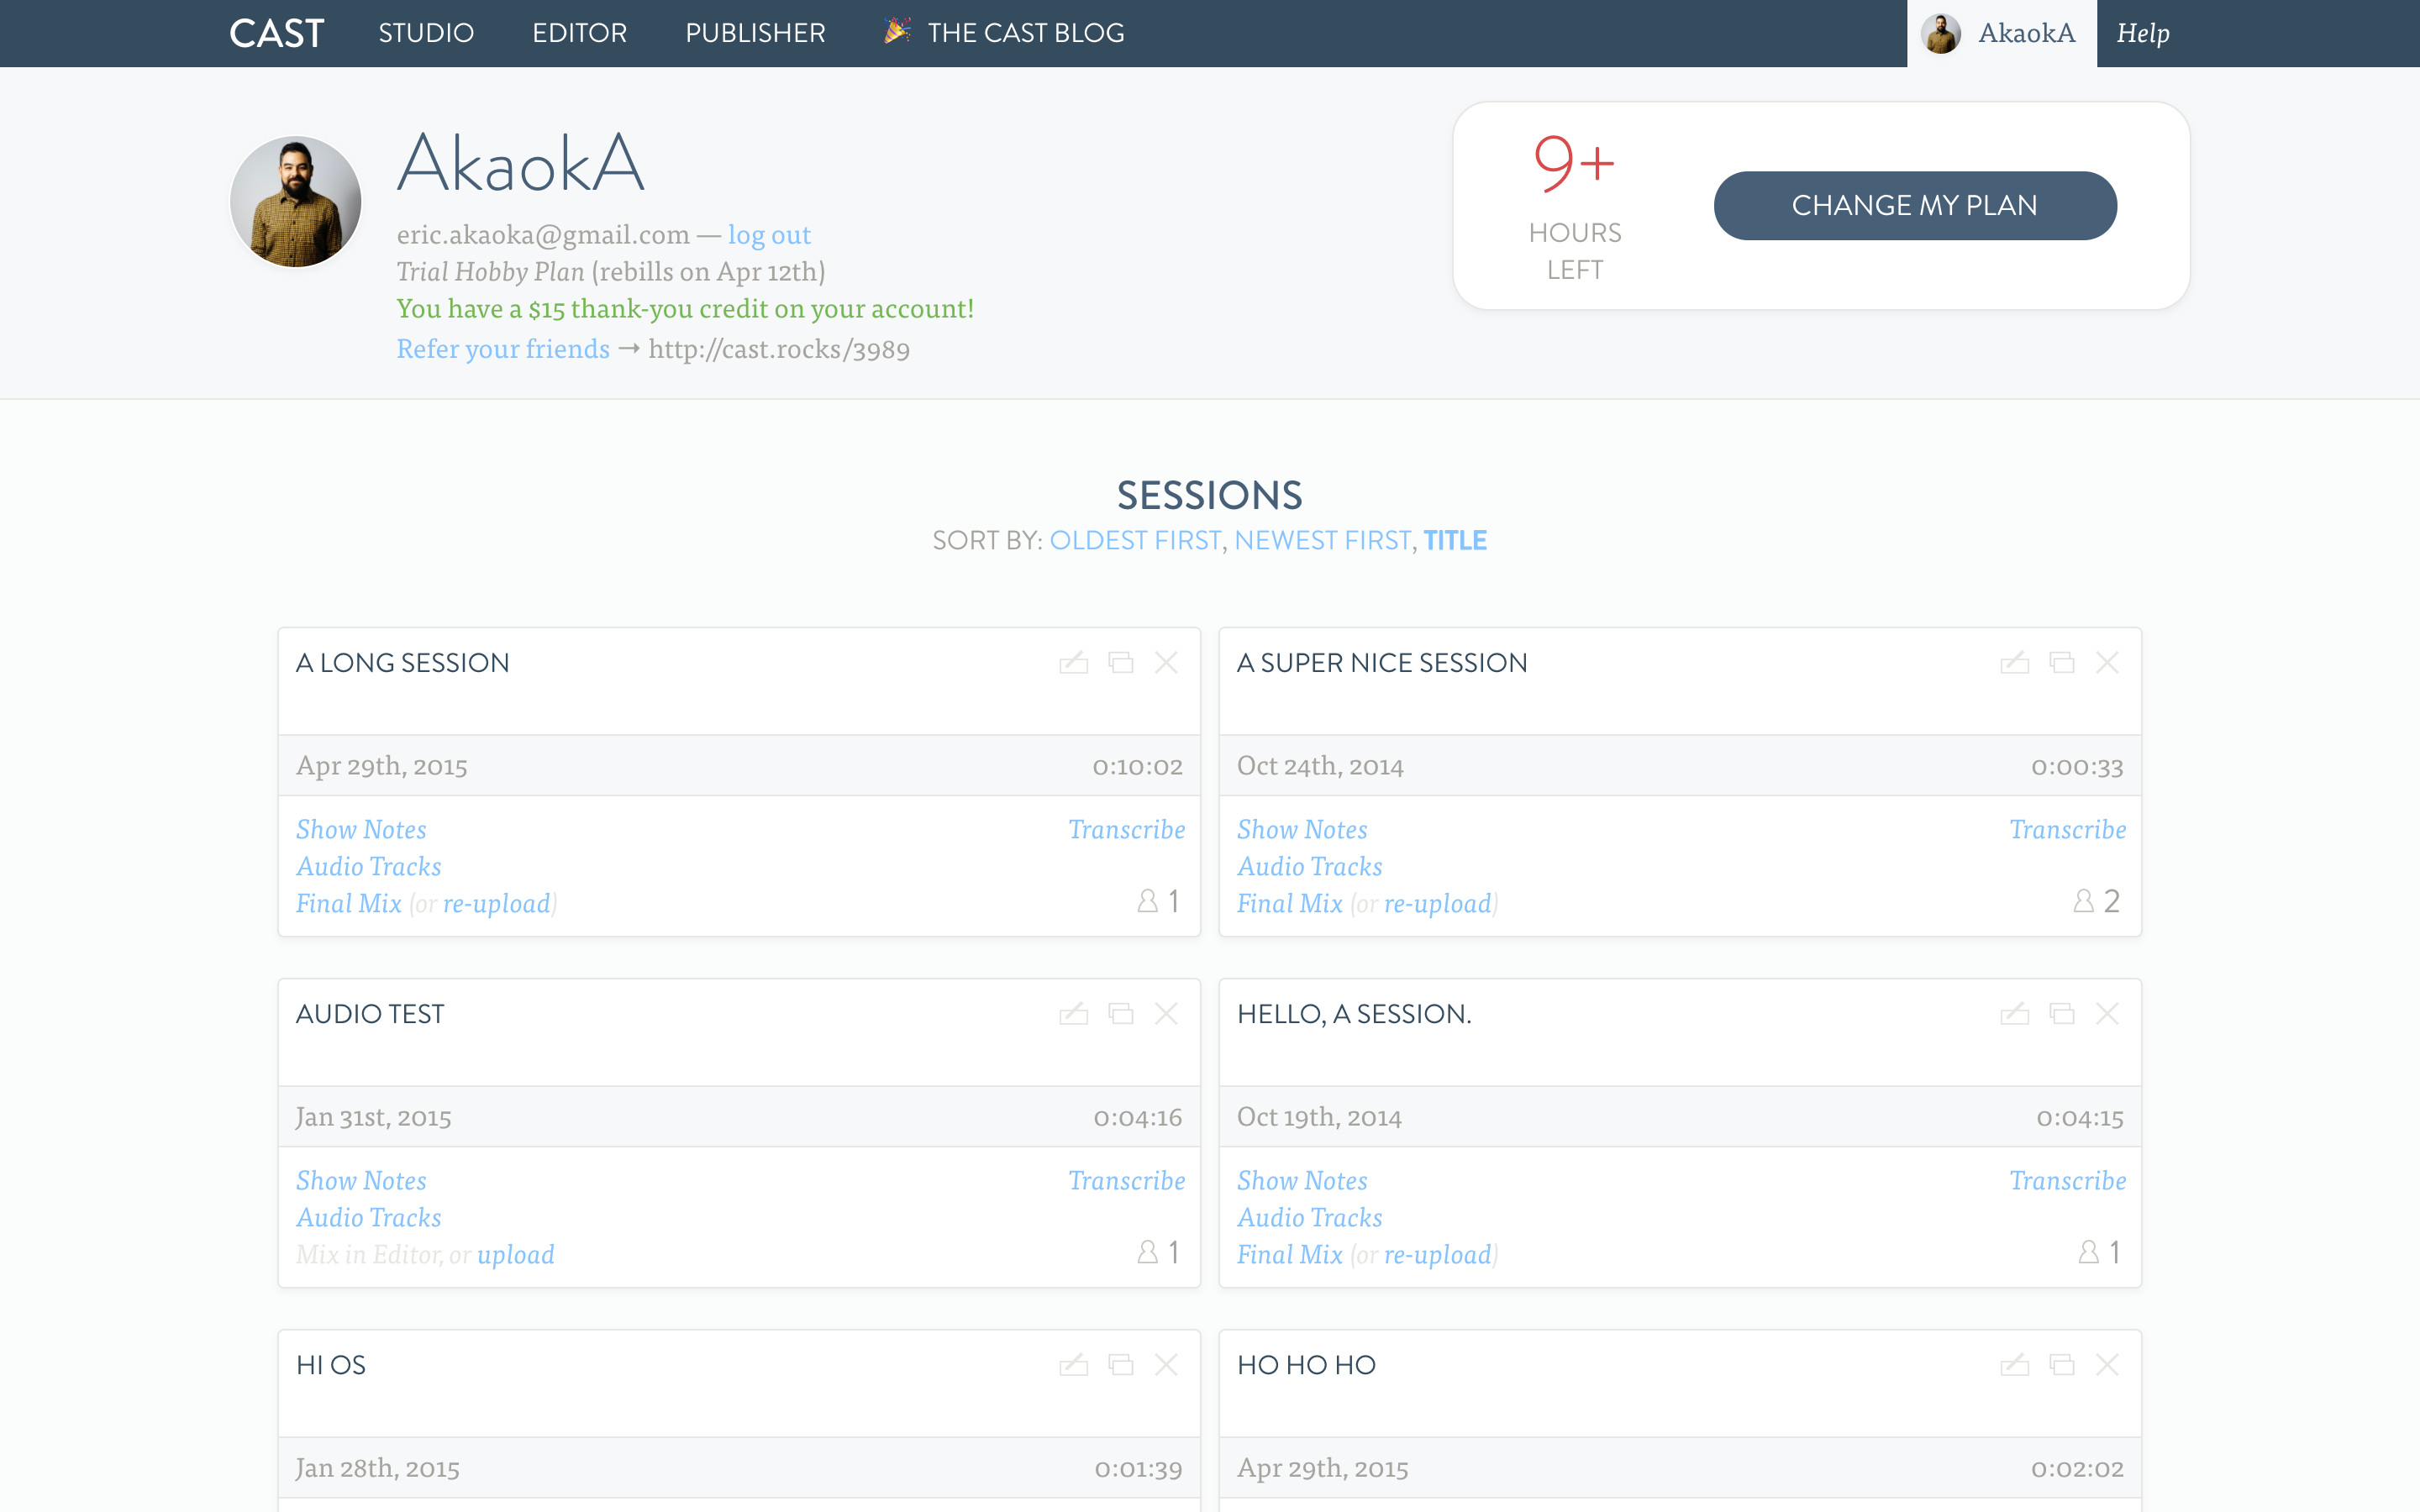 CAST STUDIO EDITOR PUBLISHER 🎉 THE CAST BLOG AkaokA Help
AkaokA
eric.akaoka@gmail.com — log out
Trial Hobby Plan (rebills on Apr 12th)
You have a $15 thank-you credit on your account!
Refer your friends → http://cast.rocks/3989
9+
HOURS
LEFT
CHANGE MY PLAN
SESSIONS
SORT BY: OLDEST FIRST, NEWEST FIRST, TITLE
A LONG SESSION
Apr 29th, 2015 0:10:02
Show Notes Transcribe
Audio Tracks
Final Mix (or re-upload) 1
A SUPER NICE SESSION
Oct 24th, 2014 0:00:33
Show Notes Transcribe
Audio Tracks
Final Mix (or re-upload) 2
AUDIO TEST
Jan 31st, 2015 0:04:16
Show Notes Transcribe
Audio Tracks
Mix in Editor, or upload 1
HELLO, A SESSION.
Oct 19th, 2014 0:04:15
Show Notes Transcribe
Audio Tracks
Final Mix (or re-upload) 1
HI OS
Jan 28th, 2015 0:01:39
HO HO HO
Apr 29th, 2015 0:02:02